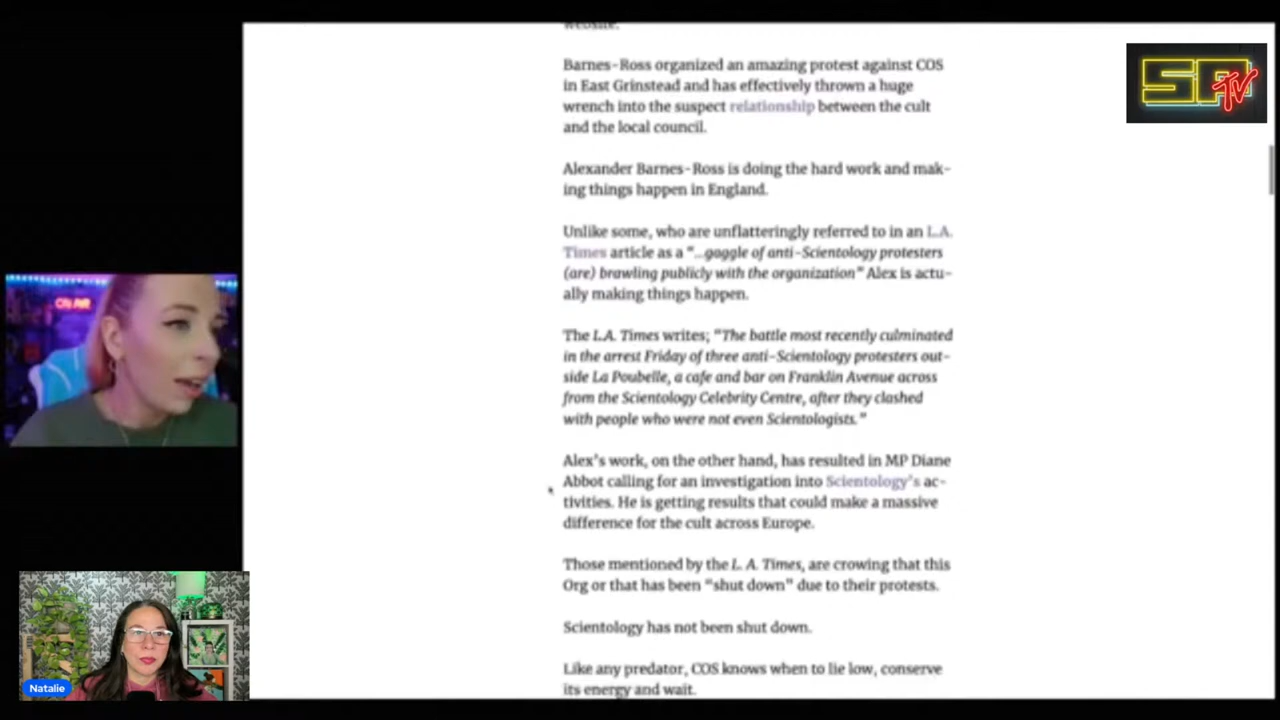 website.
Barnes-Ross organized an amazing protest against COS
in East Grinstead and has effectively thrown a huge
wrench into the suspect relationship between the cult
and the local council.
Alexander Barnes-Ross is doing the hard work and mak-
ing things happen in England.
Unlike some, who are unflatteringly referred to in an L.A.
Times article as a "...gaggle of anti-Scientology protesters
(are) brawling publicly with the organization" Alex is actu-
ally making things happen.
The L.A. Times writes; "The battle most recently culminated
in the arrest Friday of three anti-Scientology protesters out-
side La Poubelle, a cafe and bar on Franklin Avenue across
from the Scientology Celebrity Centre, after they clashed
with people who were not even Scientologists."
Alex's work, on the other hand, has resulted in MP Diane
Abbot calling for an investigation into Scientology's ac-
tivities. He is getting results that could make a massive
difference for the cult across Europe.
Those mentioned by the L. A. Times, are crowing that this
Org or that has been "shut down" due to their protests.
Scientology has not been shut down.
Like any predator, COS knows when to lie low, conserve
its energy and wait.
SPTV
ON AIR
Natalie